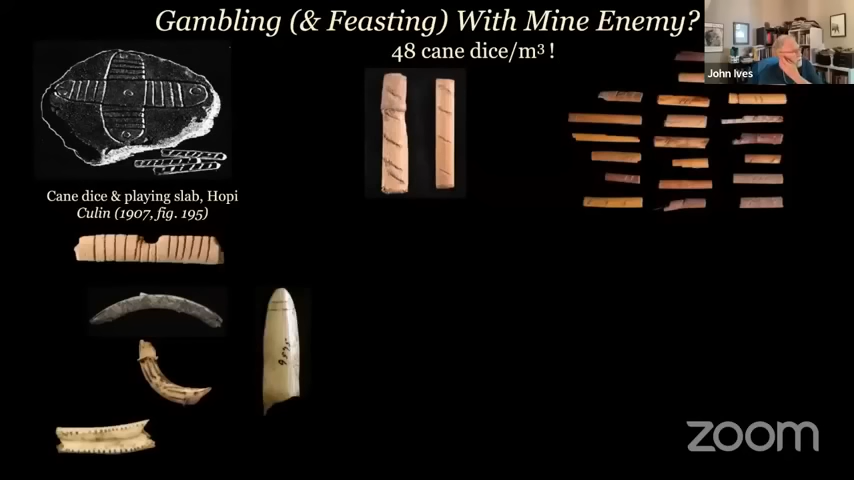 Gambling (& Feasting) With Mine Enemy?
48 cane dice/m³ !
John Ives
Cane dice & playing slab, Hopi
Culin (1907, fig. 195)
zoom